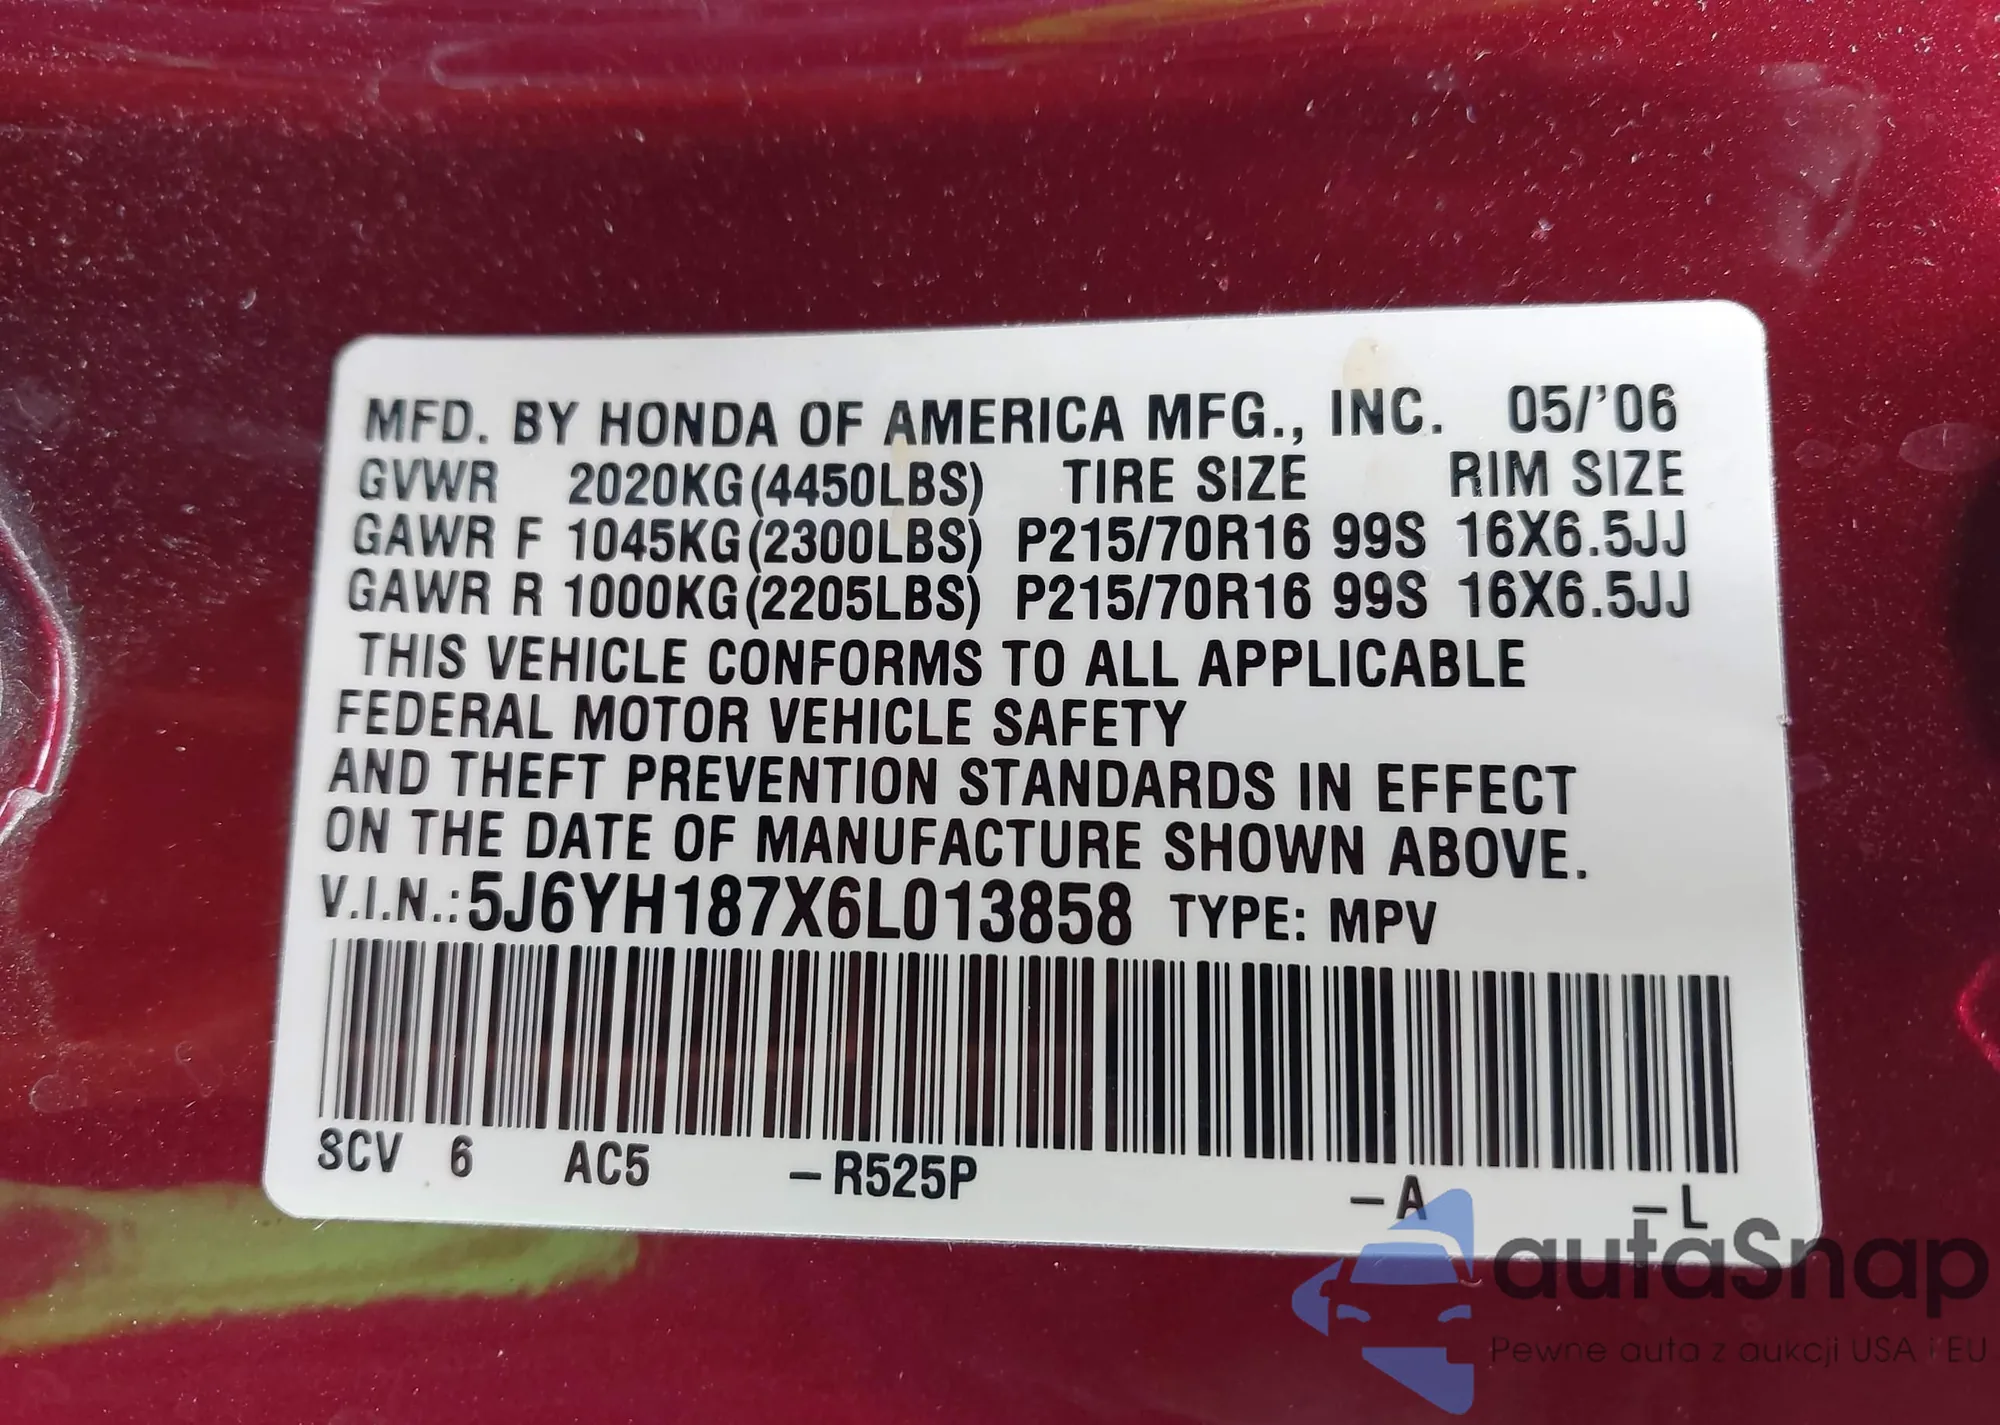 MFD. BY HONDA OF AMERICA MFG., INC. 05/'06
GVWR 2020KG(4450LBS) TIRE SIZE RIM SIZE
GAWR F 1045KG(2300LBS) P215/70R16 99S 16X6.5JJ
GAWR R 1000KG(2205LBS) P215/70R16 99S 16X6.5JJ
THIS VEHICLE CONFORMS TO ALL APPLICABLE
FEDERAL MOTOR VEHICLE SAFETY
AND THEFT PREVENTION STANDARDS IN EFFECT
ON THE DATE OF MANUFACTURE SHOWN ABOVE.
V.I.N.:5J6YH187X6L013858 TYPE: MPV
SCV 6 AC5 –R525P –A –L
autaSnap
Pewne auta z aukcji USA i EU